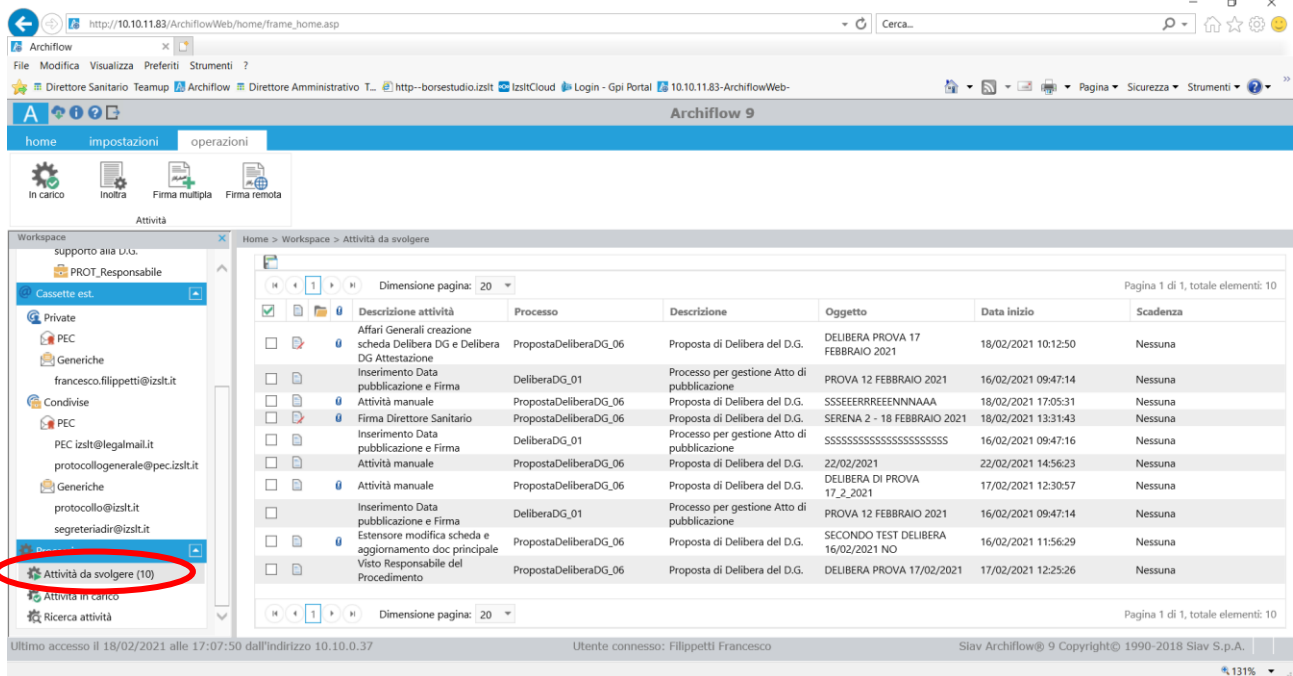 http://10.10.11.83/ArchiflowWeb/home/frame_home.asp
Cerca...
Archiflow
File Modifica Visualizza Preferiti Strumenti ?
Direttore Sanitario Teamup Archiflow Direttore Amministrativo T... http--borsestudio.izslt IzsltCloud Login - Gpi Portal 10.10.11.83-ArchiflowWeb- Pagina Sicurezza Strumenti
A Archiflow 9
home impostazioni operazioni
In carico Inoltra Firma multipla Firma remota
Attività
Workspace
Home > Workspace > Attività da svolgere
supporto alla D.G.
PROT_Responsabile
Cassette est.
Private
PEC
Generiche
francesco.filippetti@izslt.it
Condivise
PEC
PEC izslt@legalmail.it
protocollogenerale@pec.izslt.it
Generiche
protocollo@izslt.it
segreteriadir@izslt.it
Attività da svolgere (10)
Attività in carico
Ricerca attività
1 Dimensione pagina: 20 Pagina 1 di 1, totale elementi: 10
Descrizione attività Processo Descrizione Oggetto Data inizio Scadenza
Affari Generali creazione scheda Delibera DG e Delibera DG Attestazione PropostaDeliberaDG_06 Proposta di Delibera del D.G. DELIBERA PROVA 17 FEBBRAIO 2021 18/02/2021 10:12:50 Nessuna
Inserimento Data pubblicazione e Firma DeliberaDG_01 Processo per gestione Atto di pubblicazione PROVA 12 FEBBRAIO 2021 16/02/2021 09:47:14 Nessuna
Attività manuale PropostaDeliberaDG_06 Proposta di Delibera del D.G. SSSEEERRREEENNNAAA 18/02/2021 17:05:31 Nessuna
Firma Direttore Sanitario PropostaDeliberaDG_06 Proposta di Delibera del D.G. SERENA 2 - 18 FEBBRAIO 2021 18/02/2021 13:31:43 Nessuna
Inserimento Data pubblicazione e Firma DeliberaDG_01 Processo per gestione Atto di pubblicazione SSSSSSSSSSSSSSSSSSSSSS 16/02/2021 09:47:16 Nessuna
Attività manuale PropostaDeliberaDG_06 Proposta di Delibera del D.G. 22/02/2021 22/02/2021 14:56:23 Nessuna
Attività manuale PropostaDeliberaDG_06 Proposta di Delibera del D.G. DELIBERA DI PROVA 17_2_2021 17/02/2021 12:30:57 Nessuna
Inserimento Data pubblicazione e Firma DeliberaDG_01 Processo per gestione Atto di pubblicazione PROVA 12 FEBBRAIO 2021 16/02/2021 09:47:14 Nessuna
Estensore modifica scheda e aggiornamento doc principale PropostaDeliberaDG_06 Proposta di Delibera del D.G. SECONDO TEST DELIBERA 16/02/2021 NO 16/02/2021 11:56:29 Nessuna
Visto Responsabile del Procedimento PropostaDeliberaDG_06 Proposta di Delibera del D.G. DELIBERA PROVA 17/02/2021 17/02/2021 12:25:26 Nessuna
1 Dimensione pagina: 20 Pagina 1 di 1, totale elementi: 10
Ultimo accesso il 18/02/2021 alle 17:07:50 dall'indirizzo 10.10.0.37 Utente connesso: Filippetti Francesco Siav Archiflow® 9 Copyright© 1990-2018 Siav S.p.A.
131%